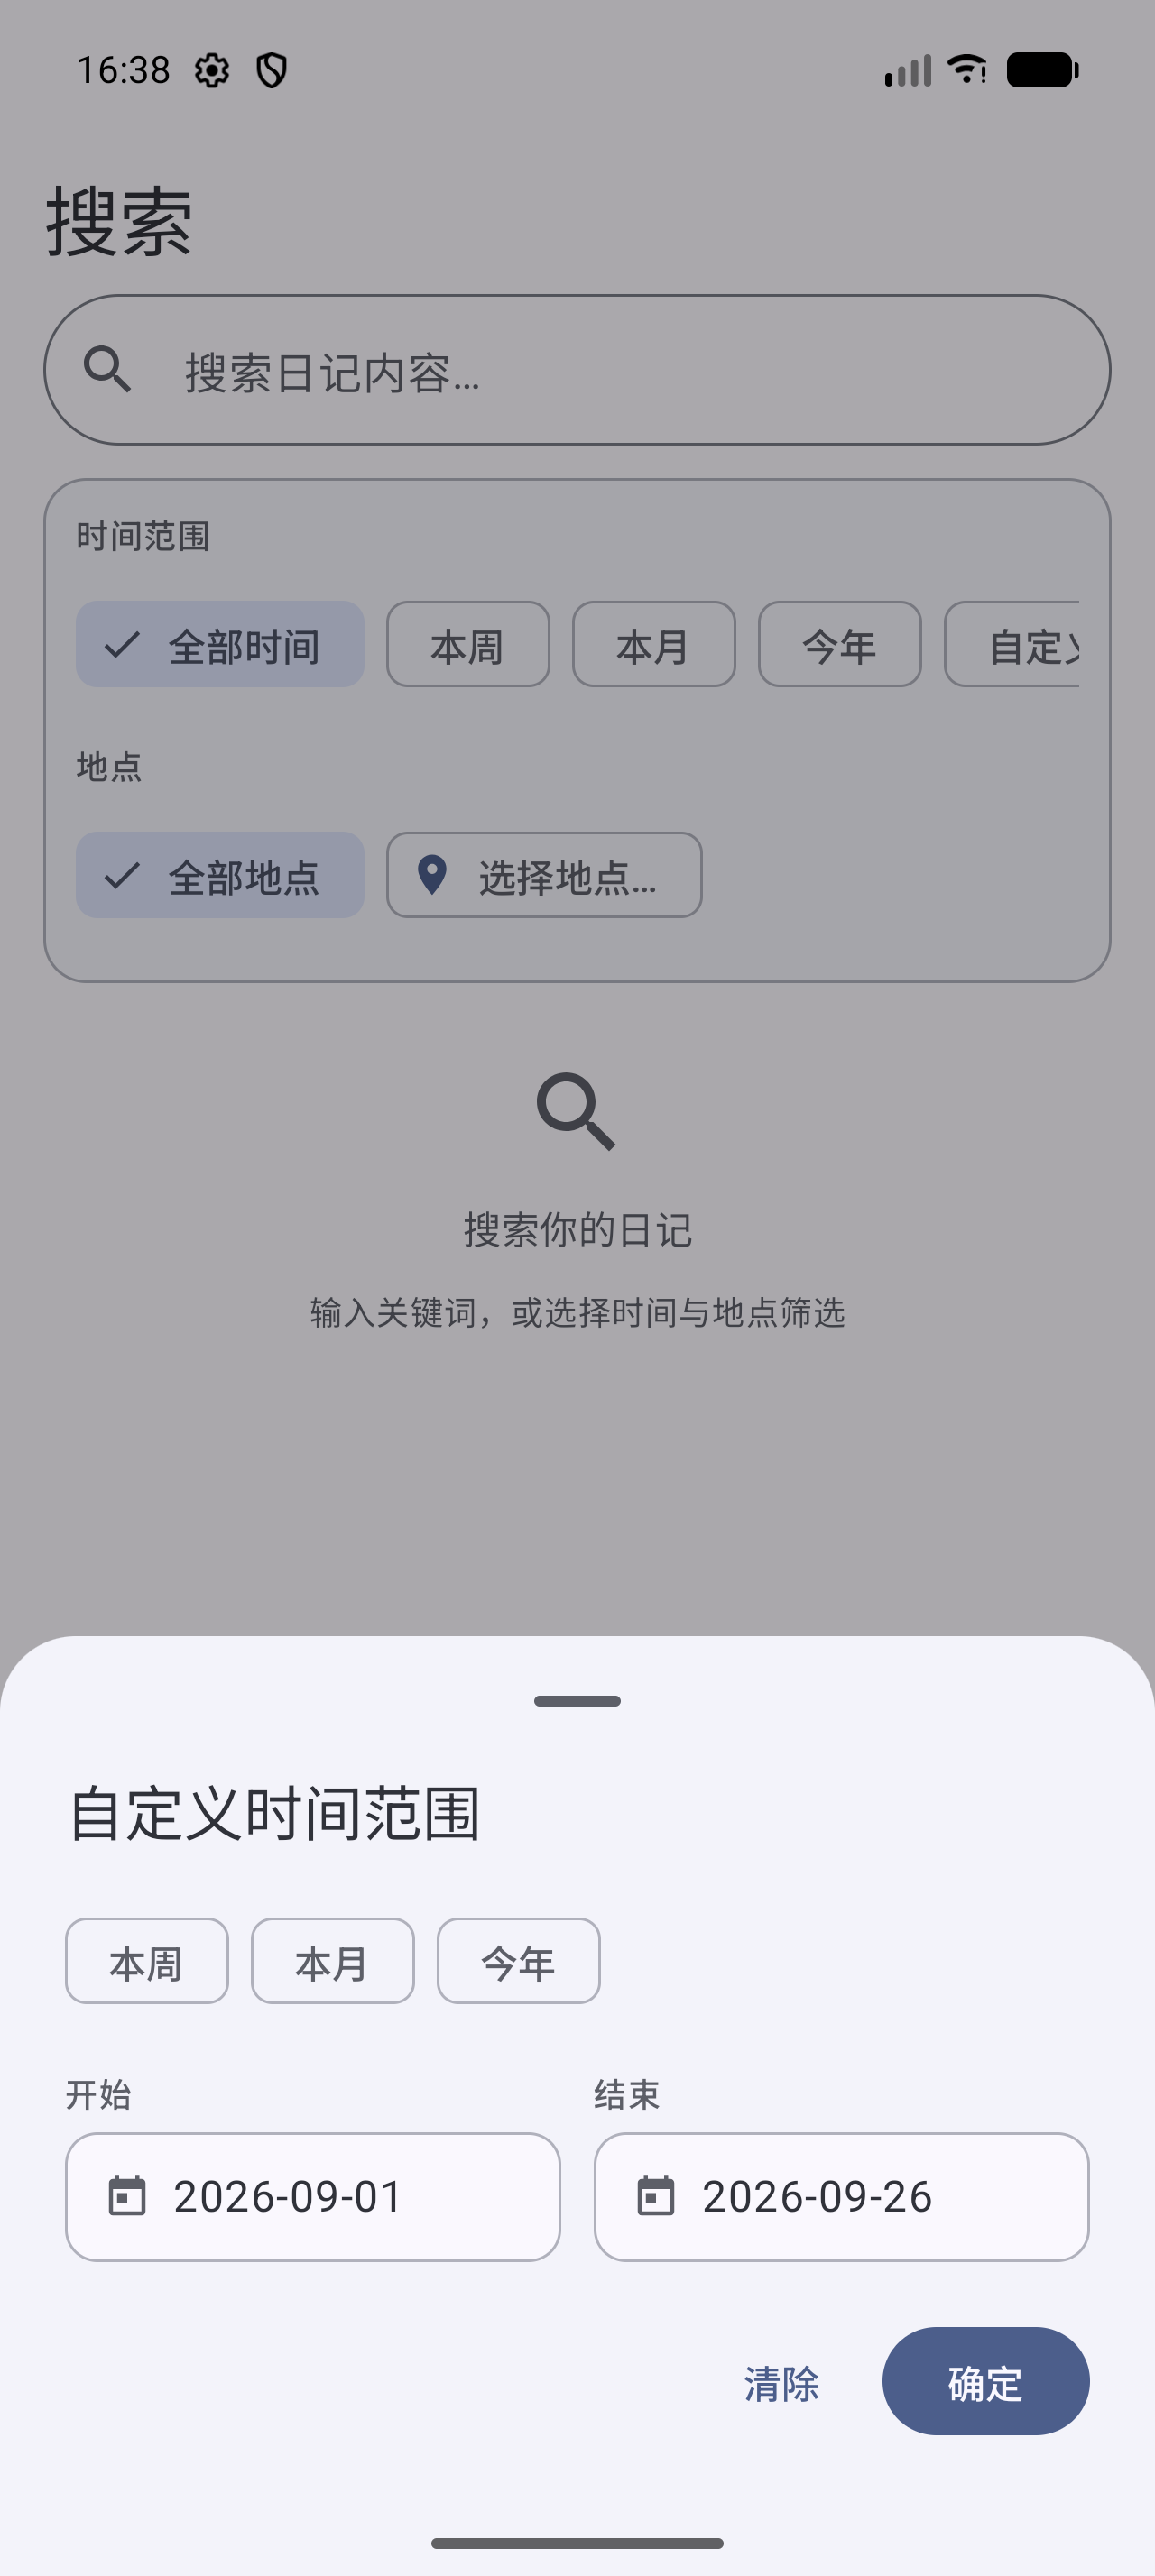 16:38
搜索
搜索日记内容...
时间范围
全部时间 本周 本月 今年 自定义
地点
全部地点 选择地点...
搜索你的日记
输入关键词，或选择时间与地点筛选
自定义时间范围
本周 本月 今年
开始 结束
2026-09-01 2026-09-26
清除 确定